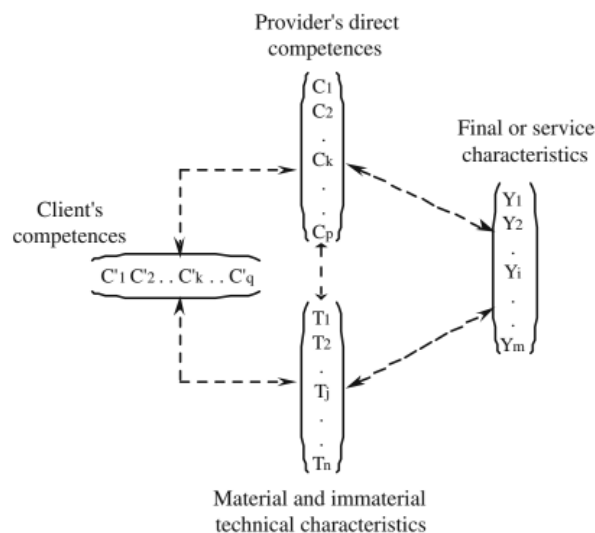 Provider's direct
competences
C1
C2
.
Ck
.
.
Cp
Final or service
characteristics
Y1
Y2
.
Yi
.
.
Ym
Client's
competences
C'1 C'2 . . C'k . . C'q
T1
T2
.
Tj
.
.
Tn
Material and immaterial
technical characteristics